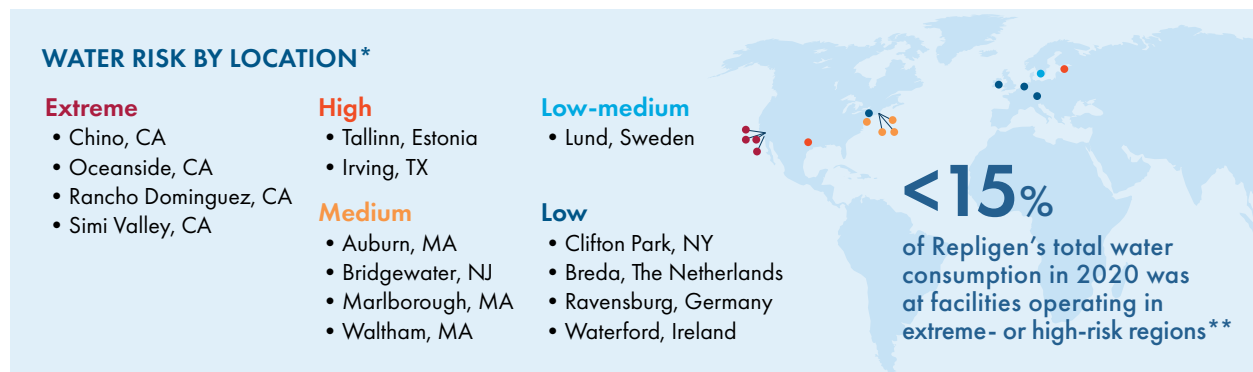 WATER RISK BY LOCATION*
Extreme
• Chino, CA
• Oceanside, CA
• Rancho Dominguez, CA
• Simi Valley, CA
High
• Tallinn, Estonia
• Irving, TX
Medium
• Auburn, MA
• Bridgewater, NJ
• Marlborough, MA
• Waltham, MA
Low-medium
• Lund, Sweden
Low
• Clifton Park, NY
• Breda, The Netherlands
• Ravensburg, Germany
• Waterford, Ireland
<15%
of Repligen's total water
consumption in 2020 was
at facilities operating in
extreme- or high-risk regions**